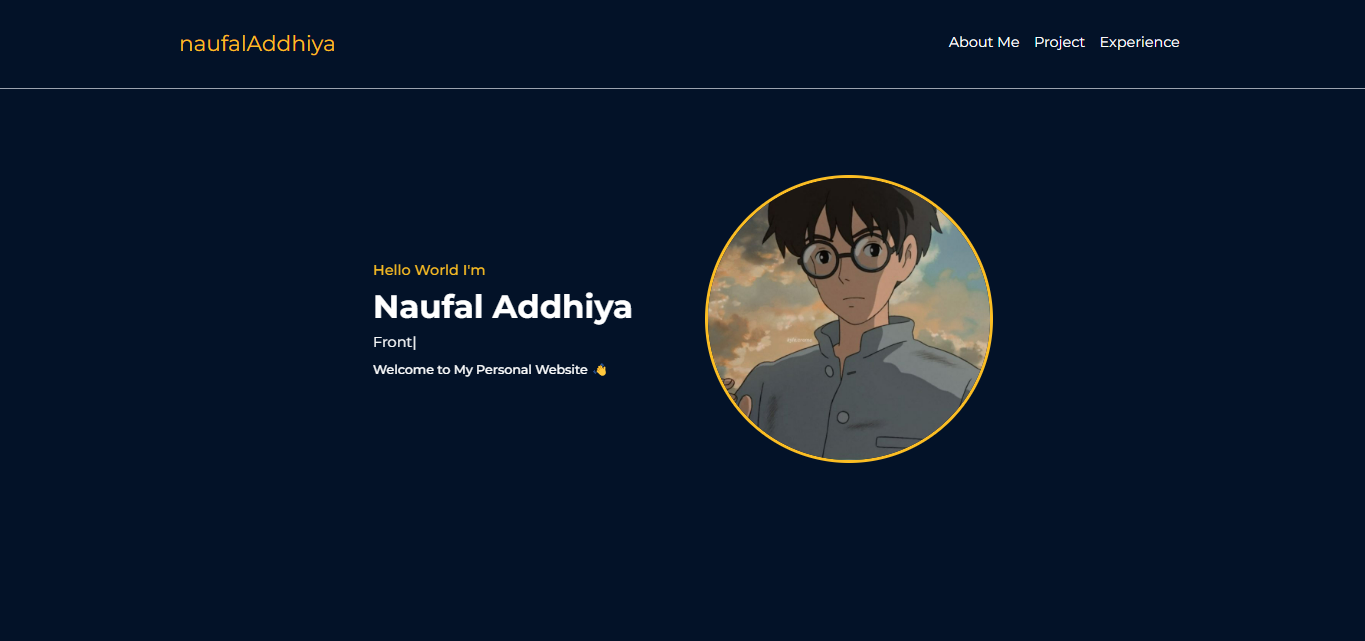 naufalAddhiya
About Me Project Experience
Hello World I'm
Naufal Addhiya
Front|
Welcome to My Personal Website 👋